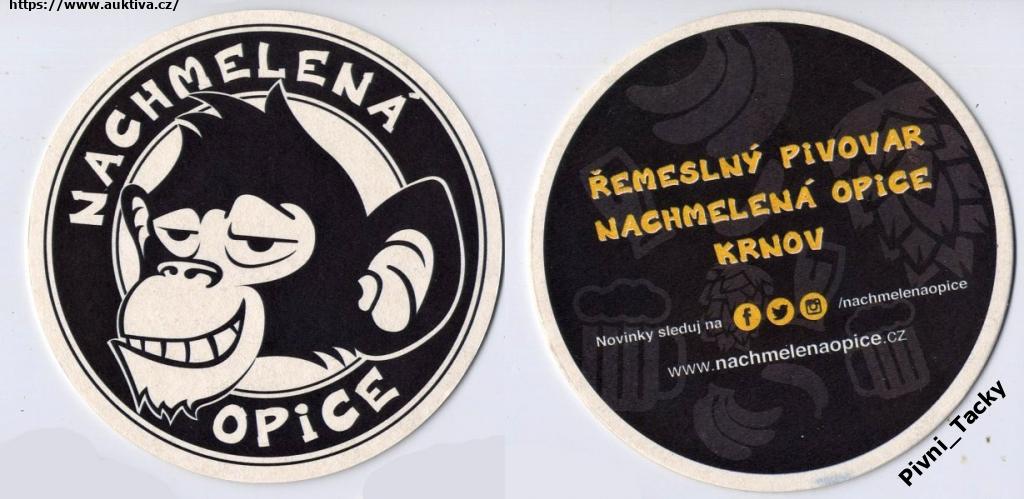 https://www.auktiva.cz/
NACHMELENÁ
OPiCE
ŘEMESLNÝ PiVOVAR
NACHMELENÁ OPiCE
KRNOV
Novinky sleduj na /nachmelenaopice
www.nachmelenaopice.cz
Pivni_Tacky